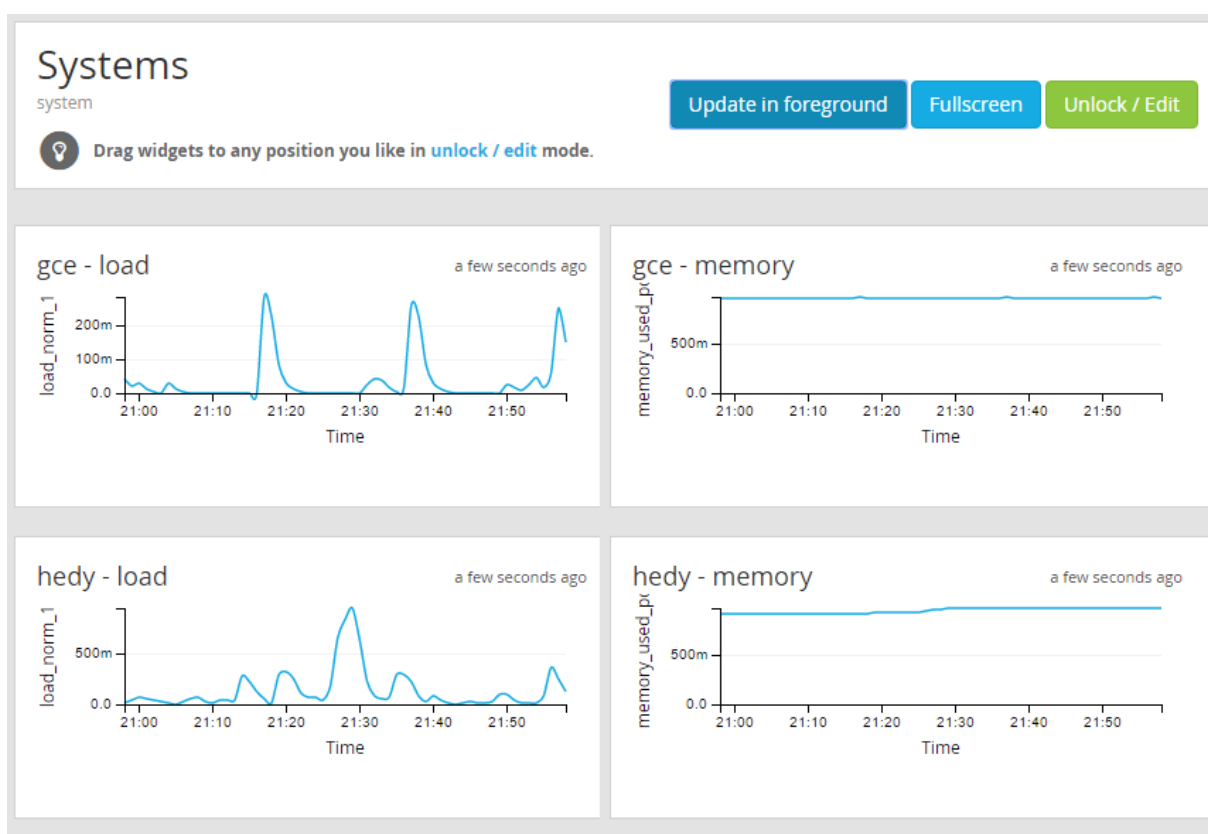 Systems
system
Update in foreground
Fullscreen
Unlock / Edit
Drag widgets to any position you like in unlock / edit mode.
gce - load
a few seconds ago
load_norm_1
200m
100m
0.0
21:00 21:10 21:20 21:30 21:40 21:50
Time
gce - memory
a few seconds ago
memory_used_p
500m
0.0
21:00 21:10 21:20 21:30 21:40 21:50
Time
hedy - load
a few seconds ago
load_norm_1
500m
0.0
21:00 21:10 21:20 21:30 21:40 21:50
Time
hedy - memory
a few seconds ago
memory_used_p
500m
0.0
21:00 21:10 21:20 21:30 21:40 21:50
Time